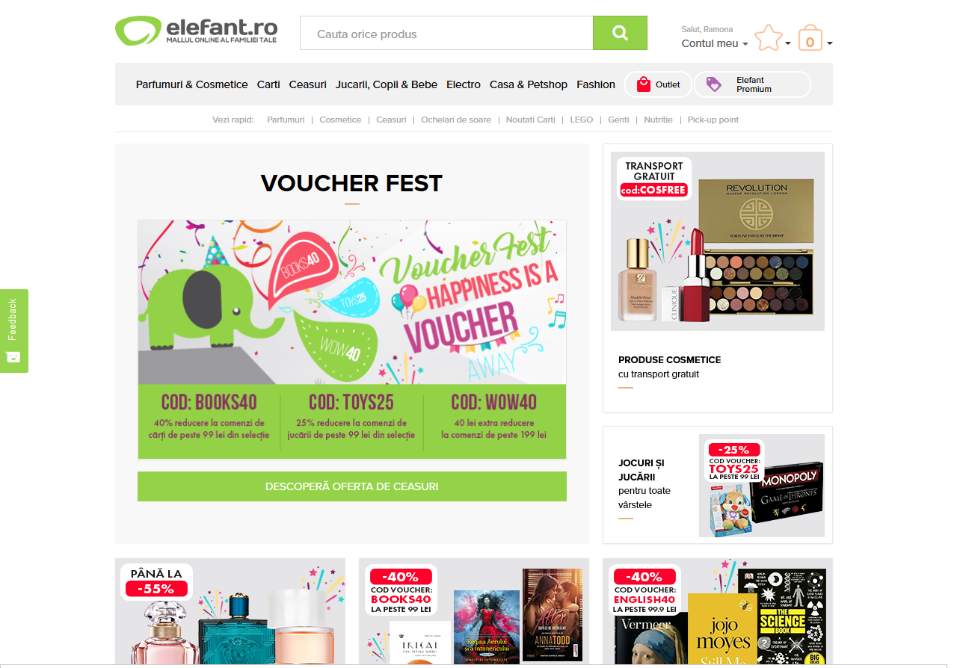 elefant.ro
MALLUL ONLINE AL FAMILIEI TALE
Cauta orice produs
Salut, Ramona
Contul meu
0
Parfumuri & Cosmetice Carti Ceasuri Jucarii, Copii & Bebe Electro Casa & Petshop Fashion Outlet Elefant Premium
Vezi rapid: Parfumuri | Cosmetice | Ceasuri | Ochelari de soare | Noutati Carti | LEGO | Genti | Nutritie | Pick-up point
Feedback
VOUCHER FEST
BOOKS40
TOYS25
WOW40
Voucher Fest
HAPPINESS IS A
VOUCHER
AWAY
COD: BOOKS40
40% reducere la comenzi de
cărți de peste 99 lei din selecție
COD: TOYS25
25% reducere la comenzi de
jucării de peste 99 lei din selecție
COD: WOW40
40 lei extra reducere
la comenzi de peste 199 lei
DESCOPERĂ OFERTA DE CEASURI
TRANSPORT
GRATUIT
cod:COSFREE
REVOLUTION
CLINIQUE
PRODUSE COSMETICE
cu transport gratuit
JOCURI ȘI
JUCĂRII
pentru toate
vârstele
-25%
COD VOUCHER:
TOYS25
LA PESTE 99 LEI
MONOPOLY
GAME OF THRONES
PÂNĂ LA
-55%
-40%
COD VOUCHER:
BOOKS40
LA PESTE 99 LEI
IKIGAI
Regina Aerului
și a Întunericului
After
ANNA TODD
-40%
COD VOUCHER:
ENGLISH40
LA PESTE 99.9 LEI
Vermeer
jojo
moyes
Still Me
THE
SCIENCE
BOOK
BIG